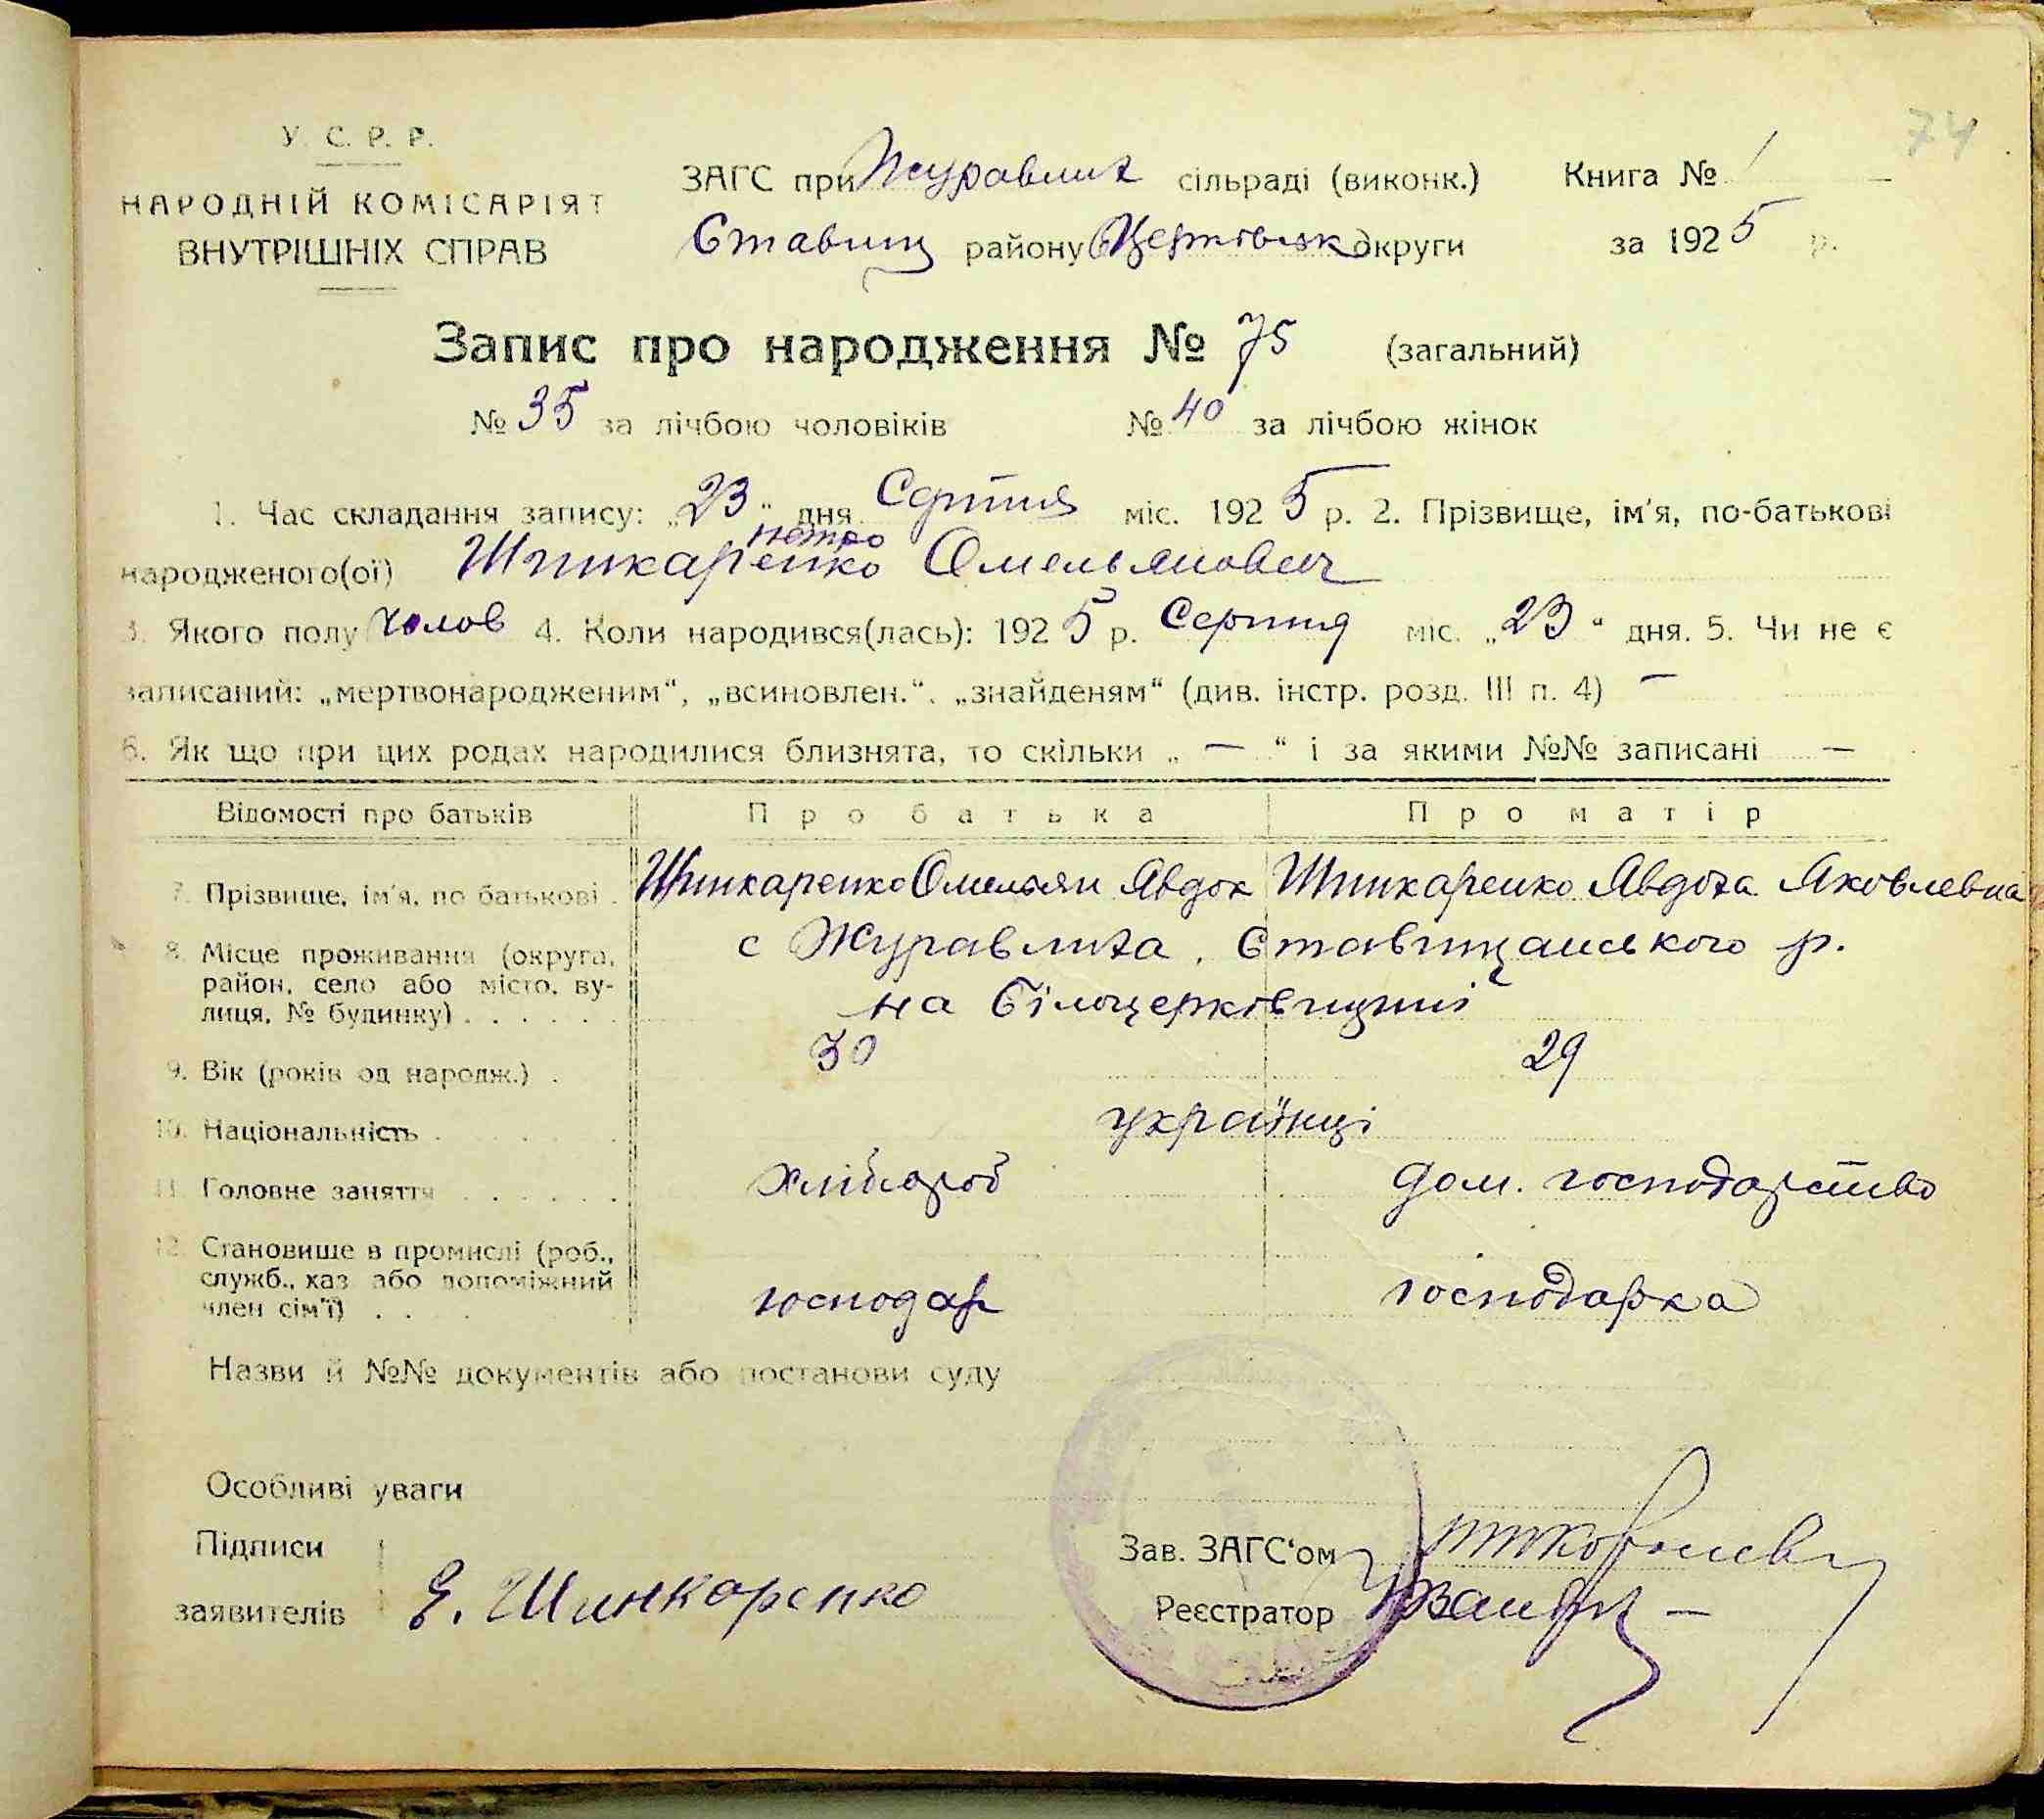 74
У. С. Р. Р.
НАРОДНІЙ КОМІСАРІЯТ
ВНУТРІШНІХ СПРАВ
ЗАГС при Журавлих сільраді (виконк.) Книга № 1
Ставищ району БЦерківськ округи за 1925 р.
Запис про народження № 75 (загальний)
№ 35 за лічбою чоловіків № 40 за лічбою жінок
1. Час складання запису: „23" дня Серпня міс. 1925 р. 2. Прізвище, ім'я, по-батькові
Петро
народженого(ої) Шинкаренко Омельянович
3. Якого полу Чолов 4. Коли народився(лась): 1925 р. Серпня міс. „23" дня. 5. Чи не є
записаний: „мертвонародженим", „всиновлен.", „знайденям" (див. інстр. розд. III п. 4) —
6. Як що при цих родах народилися близнята, то скільки „ — " і за якими №№ записані —
Відомості про батьків Про батька Про матір
7. Прізвище, ім'я, по батькові . Шинкаренко Омельян Явдок Шинкаренко Явдоха Яковлевна
8. Місце проживання (округа, район, село або місто, ву-лиця, № будинку) . . . . . с Журавлиха, Ставищанського р.
на Білоцерківщині
9. Вік (років од народж.) . 30 29
10. Національність . українці
11. Головне заняття . . . . . . Хлібороб дом. господарство
12. Становище в промислі (роб., служб., хаз або допоміжний член сім'ї) . . господар господарка
Назви й №№ документів або постанови суду
Особливі уваги
Підписи
заявителів Є. Шинкаренко
Зав. ЗАГС'ом
Реєстратор